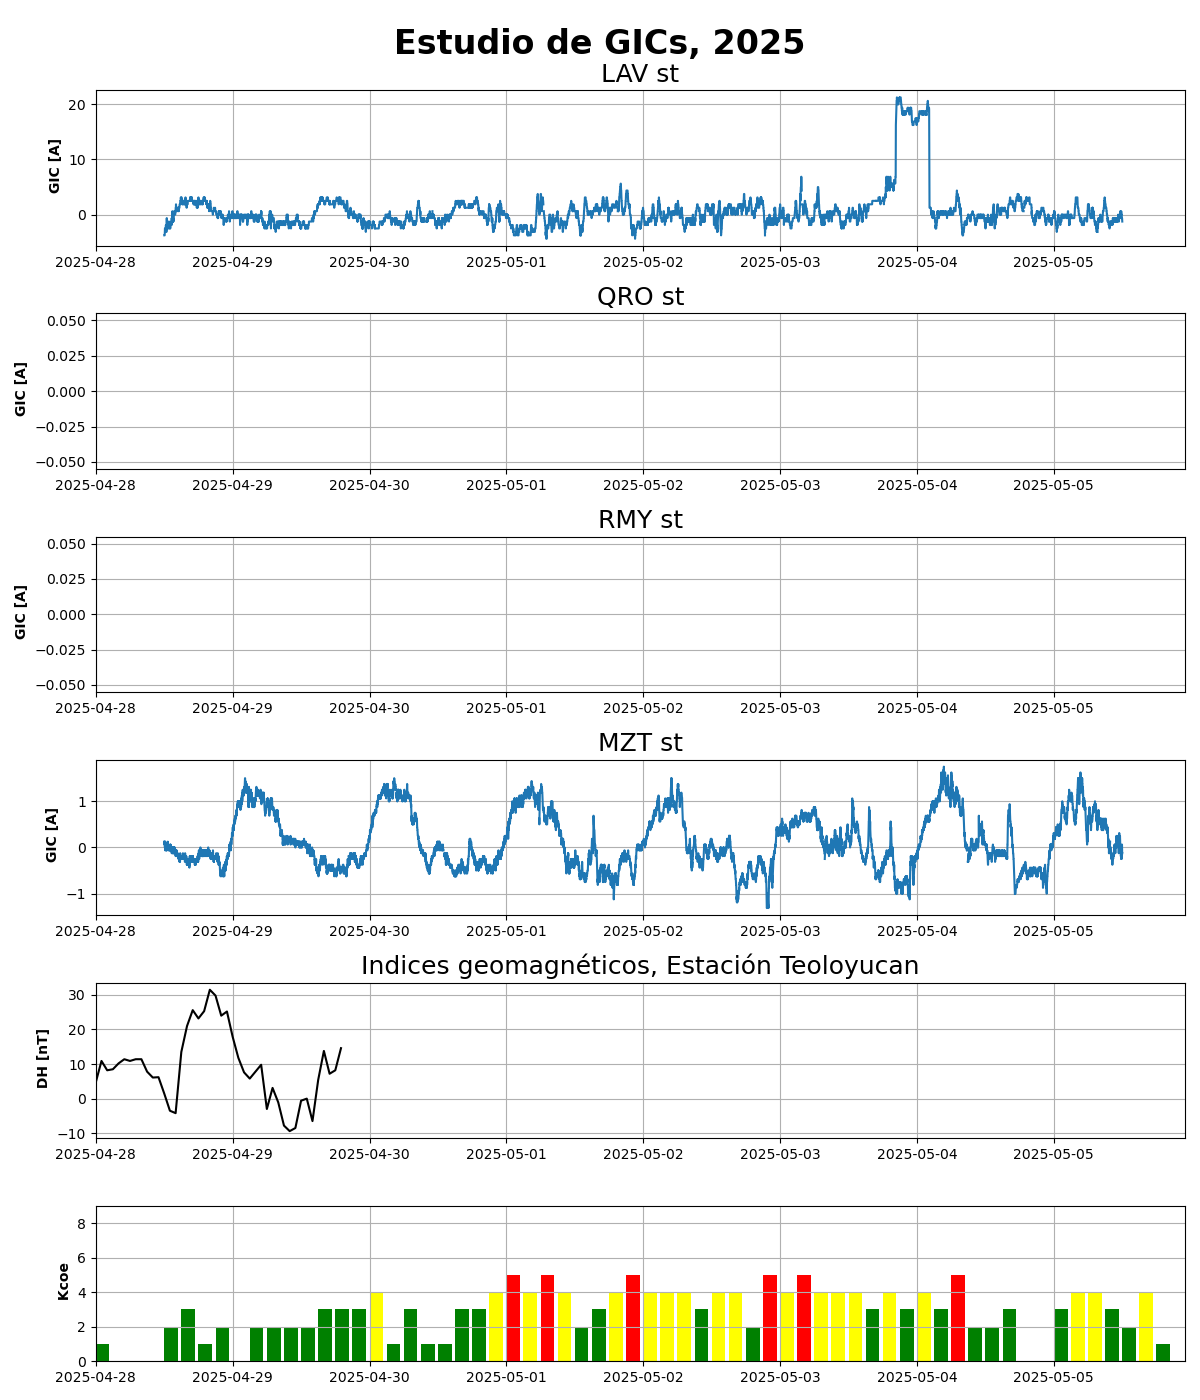 Estudio de GICs, 2025
LAV st
GIC [A]
20
10
0
2025-04-28 2025-04-29 2025-04-30 2025-05-01 2025-05-02 2025-05-03 2025-05-04 2025-05-05
QRO st
GIC [A]
0.050
0.025
0.000
−0.025
−0.050
2025-04-28 2025-04-29 2025-04-30 2025-05-01 2025-05-02 2025-05-03 2025-05-04 2025-05-05
RMY st
GIC [A]
0.050
0.025
0.000
−0.025
−0.050
2025-04-28 2025-04-29 2025-04-30 2025-05-01 2025-05-02 2025-05-03 2025-05-04 2025-05-05
MZT st
GIC [A]
1
0
−1
2025-04-28 2025-04-29 2025-04-30 2025-05-01 2025-05-02 2025-05-03 2025-05-04 2025-05-05
Indices geomagnéticos, Estación Teoloyucan
DH [nT]
30
20
10
0
−10
2025-04-28 2025-04-29 2025-04-30 2025-05-01 2025-05-02 2025-05-03 2025-05-04 2025-05-05
Kcoe
8
6
4
2
0
2025-04-28 2025-04-29 2025-04-30 2025-05-01 2025-05-02 2025-05-03 2025-05-04 2025-05-05